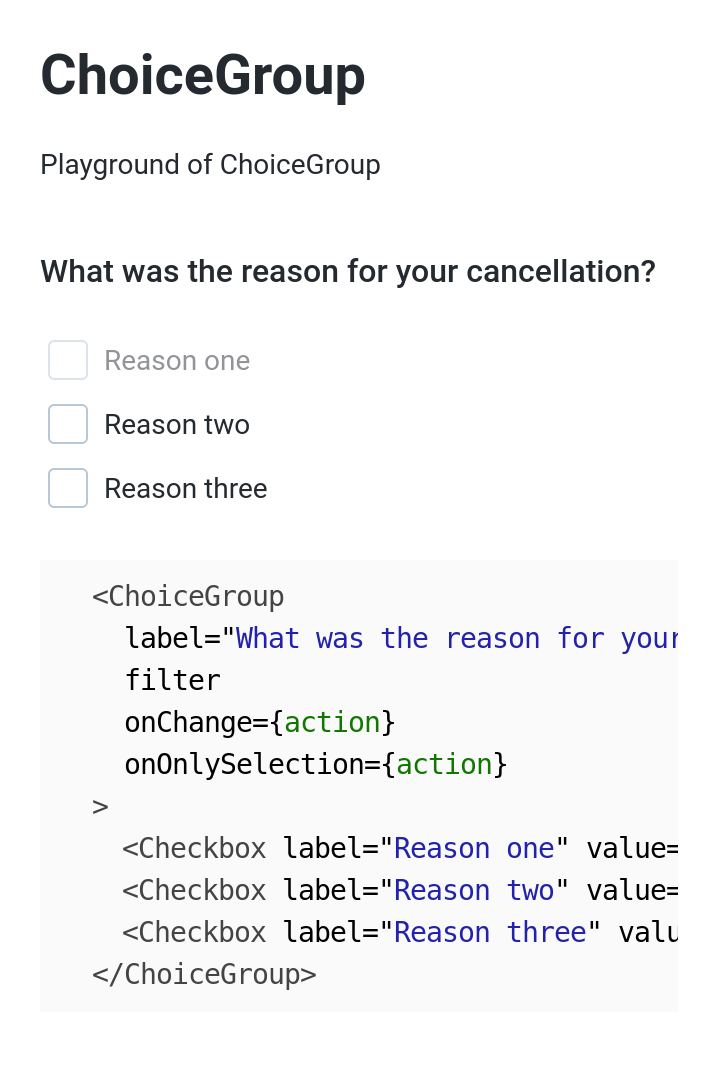 ChoiceGroup
Playground of ChoiceGroup
What was the reason for your cancellation?
Reason one
Reason two
Reason three
<ChoiceGroup
label="What was the reason for your
filter
onChange={action}
onOnlySelection={action}
>
<Checkbox label="Reason one" value=
<Checkbox label="Reason two" value=
<Checkbox label="Reason three" valu
</ChoiceGroup>